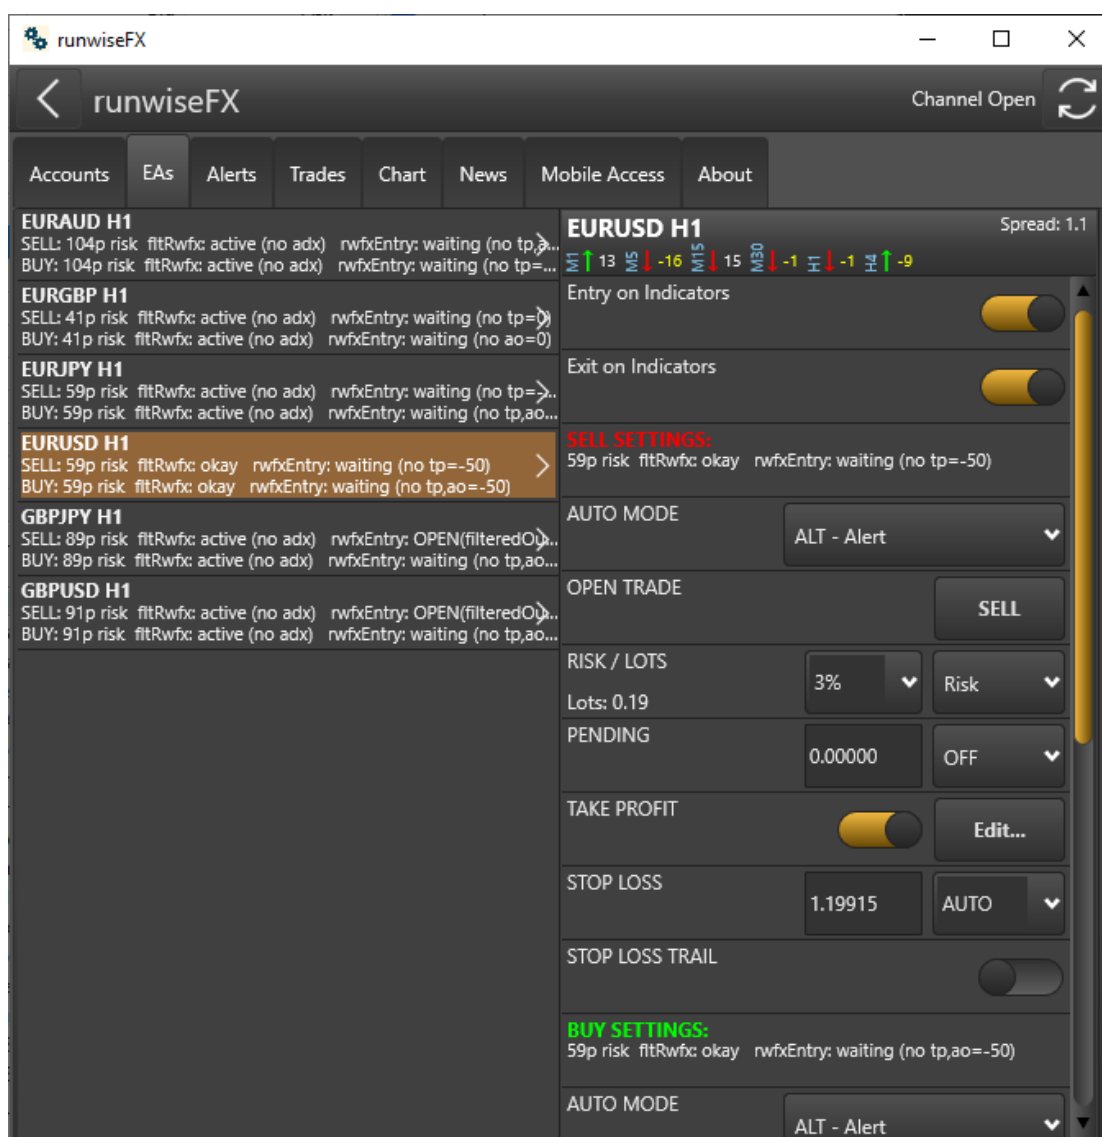 runwiseFX
runwiseFX
Channel Open
Accounts EAs Alerts Trades Chart News Mobile Access About
EURAUD H1
SELL: 104p risk fltRwfx: active (no adx) rwfxEntry: waiting (no tp,a...
BUY: 104p risk fltRwfx: active (no adx) rwfxEntry: waiting (no tp=...
EURGBP H1
SELL: 41p risk fltRwfx: active (no adx) rwfxEntry: waiting (no tp=0)
BUY: 41p risk fltRwfx: active (no adx) rwfxEntry: waiting (no ao=0)
EURJPY H1
SELL: 59p risk fltRwfx: active (no adx) rwfxEntry: waiting (no tp=-...
BUY: 59p risk fltRwfx: active (no adx) rwfxEntry: waiting (no tp,ao...
EURUSD H1
SELL: 59p risk fltRwfx: okay rwfxEntry: waiting (no tp=-50)
BUY: 59p risk fltRwfx: okay rwfxEntry: waiting (no tp,ao=-50)
GBPJPY H1
SELL: 89p risk fltRwfx: active (no adx) rwfxEntry: OPEN(filteredOu...
BUY: 89p risk fltRwfx: active (no adx) rwfxEntry: waiting (no tp,ao...
GBPUSD H1
SELL: 91p risk fltRwfx: active (no adx) rwfxEntry: OPEN(filteredOu...
BUY: 91p risk fltRwfx: active (no adx) rwfxEntry: waiting (no tp,ao...
EURUSD H1
Spread: 1.1
M1 13 M5 -16 M15 15 M30 -1 H1 -1 H4 -9
Entry on Indicators
Exit on Indicators
SELL SETTINGS:
59p risk fltRwfx: okay rwfxEntry: waiting (no tp=-50)
AUTO MODE
ALT - Alert
OPEN TRADE
SELL
RISK / LOTS
3% Risk
Lots: 0.19
PENDING
0.00000 OFF
TAKE PROFIT
Edit...
STOP LOSS
1.19915 AUTO
STOP LOSS TRAIL
BUY SETTINGS:
59p risk fltRwfx: okay rwfxEntry: waiting (no tp,ao=-50)
AUTO MODE
ALT - Alert